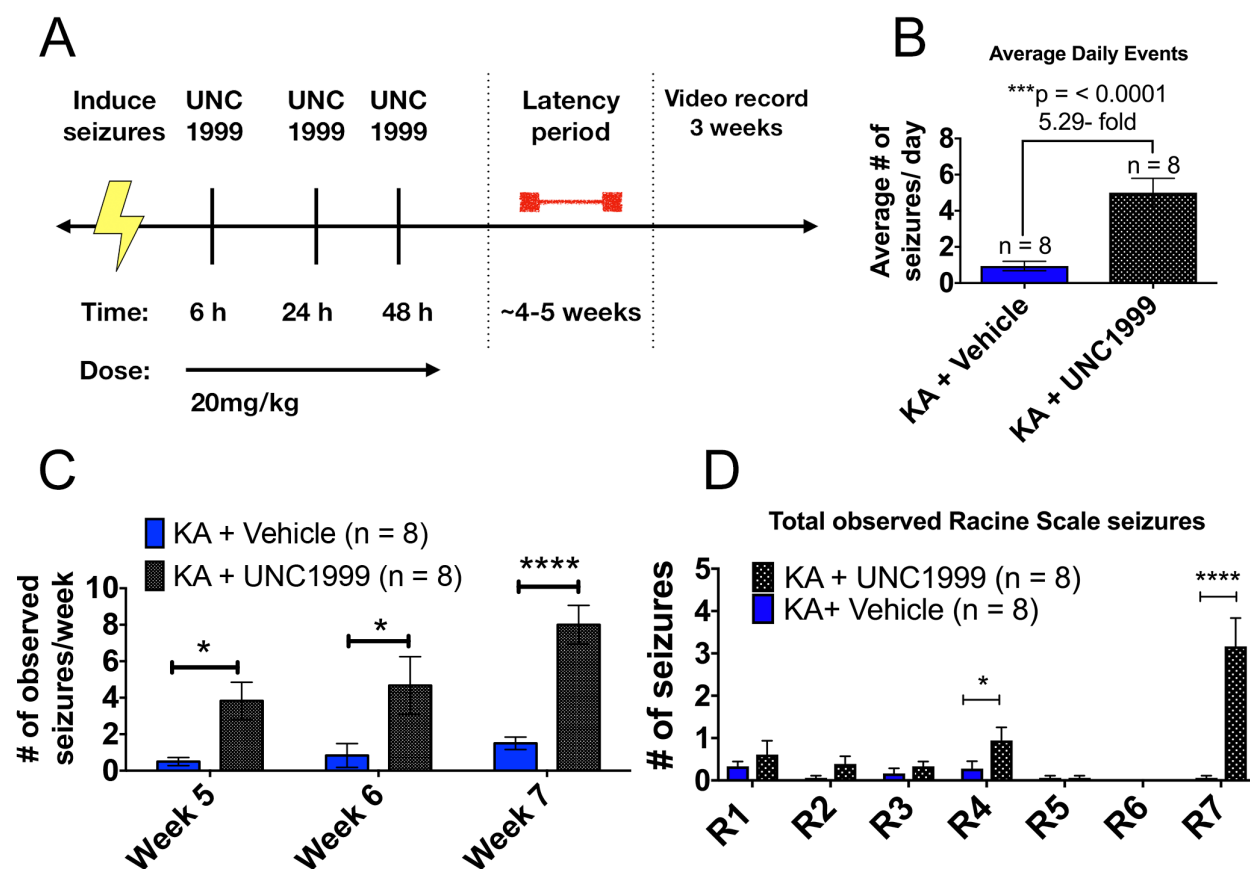 A
Induce
seizures
UNC
1999
UNC
1999
UNC
1999
Latency
period
Video record
3 weeks
Time:
6 h
24 h
48 h
~4-5 weeks
Dose:
20mg/kg
B
Average Daily Events
***p = < 0.0001
5.29- fold
Average # of
seizures/ day
8
6
4
2
0
n = 8
n = 8
KA + Vehicle
KA + UNC1999
C
KA + Vehicle (n = 8)
KA + UNC1999 (n = 8)
# of observed
seizures/week
10
8
6
4
2
0
*
*
****
Week 5
Week 6
Week 7
D
Total observed Racine Scale seizures
KA + UNC1999 (n = 8)
KA+ Vehicle (n = 8)
# of seizures
5
4
3
2
1
0
*
****
R1
R2
R3
R4
R5
R6
R7